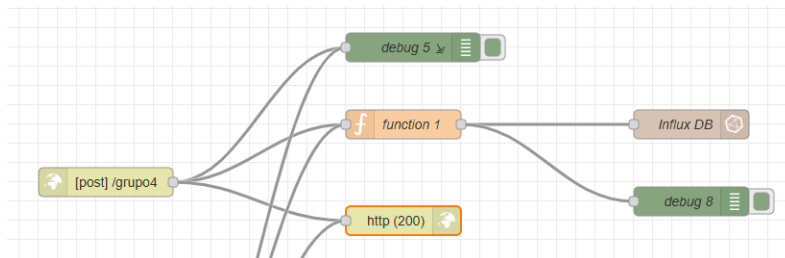 debug 5
function 1
Influx DB
[post] /grupo4
debug 8
http (200)